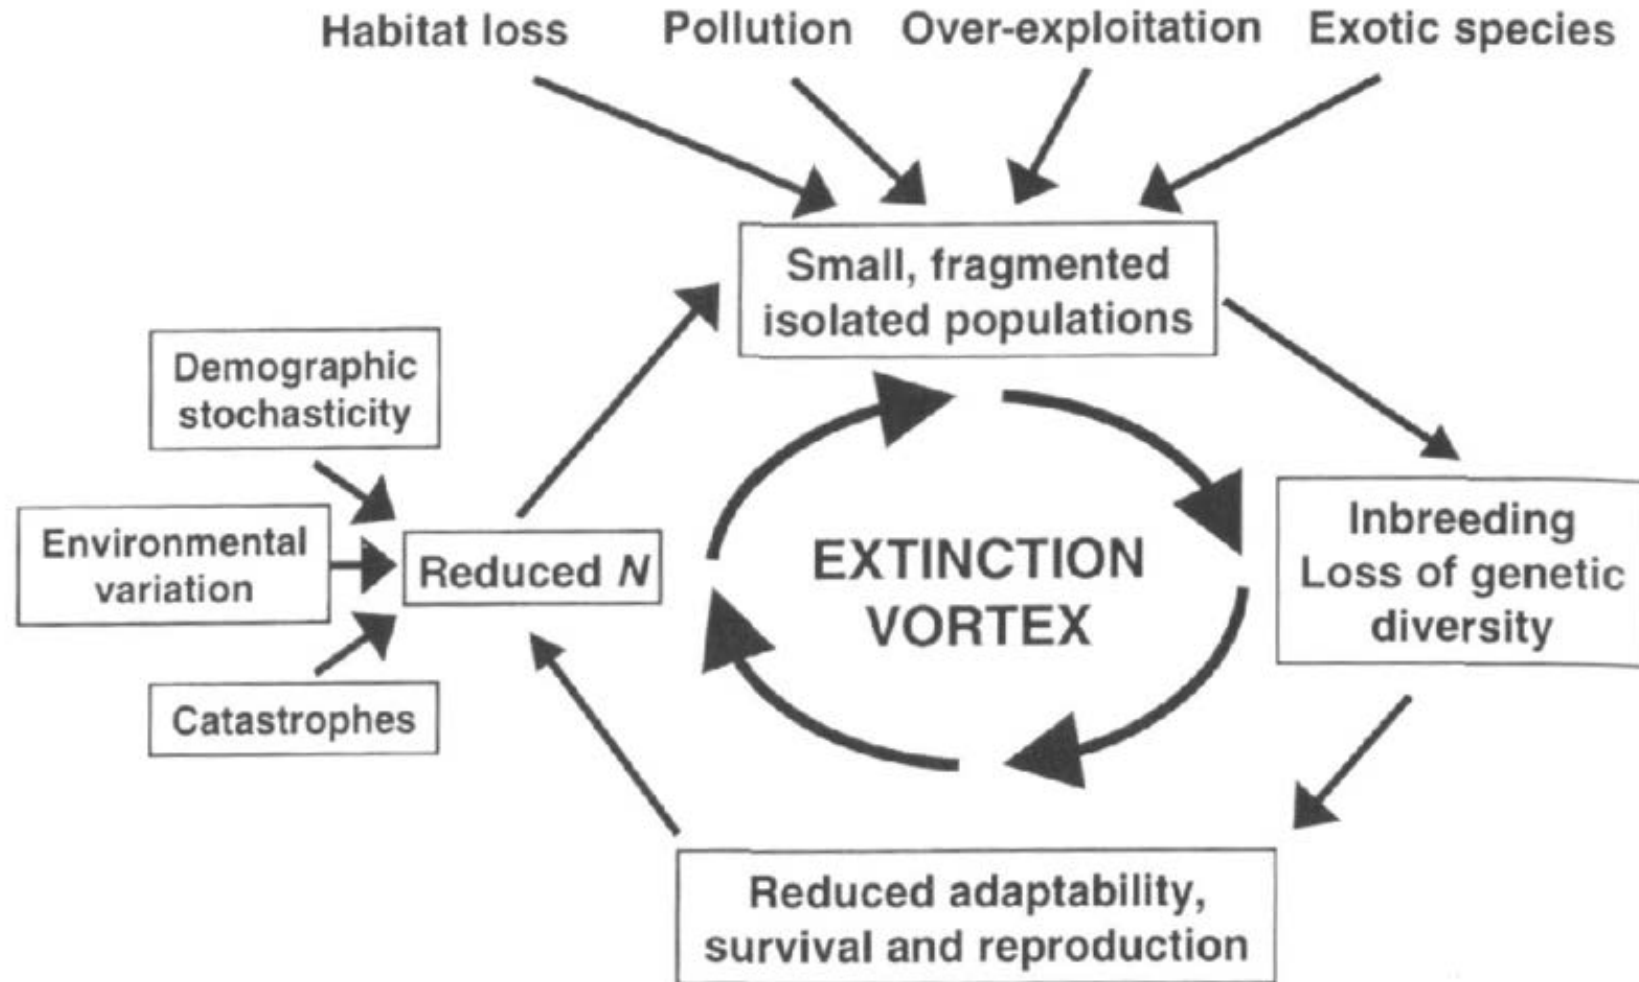 Habitat loss
Pollution
Over-exploitation
Exotic species
Small, fragmented
isolated populations
Demographic
stochasticity
Environmental
variation
Catastrophes
Reduced N
EXTINCTION
VORTEX
Inbreeding
Loss of genetic
diversity
Reduced adaptability,
survival and reproduction